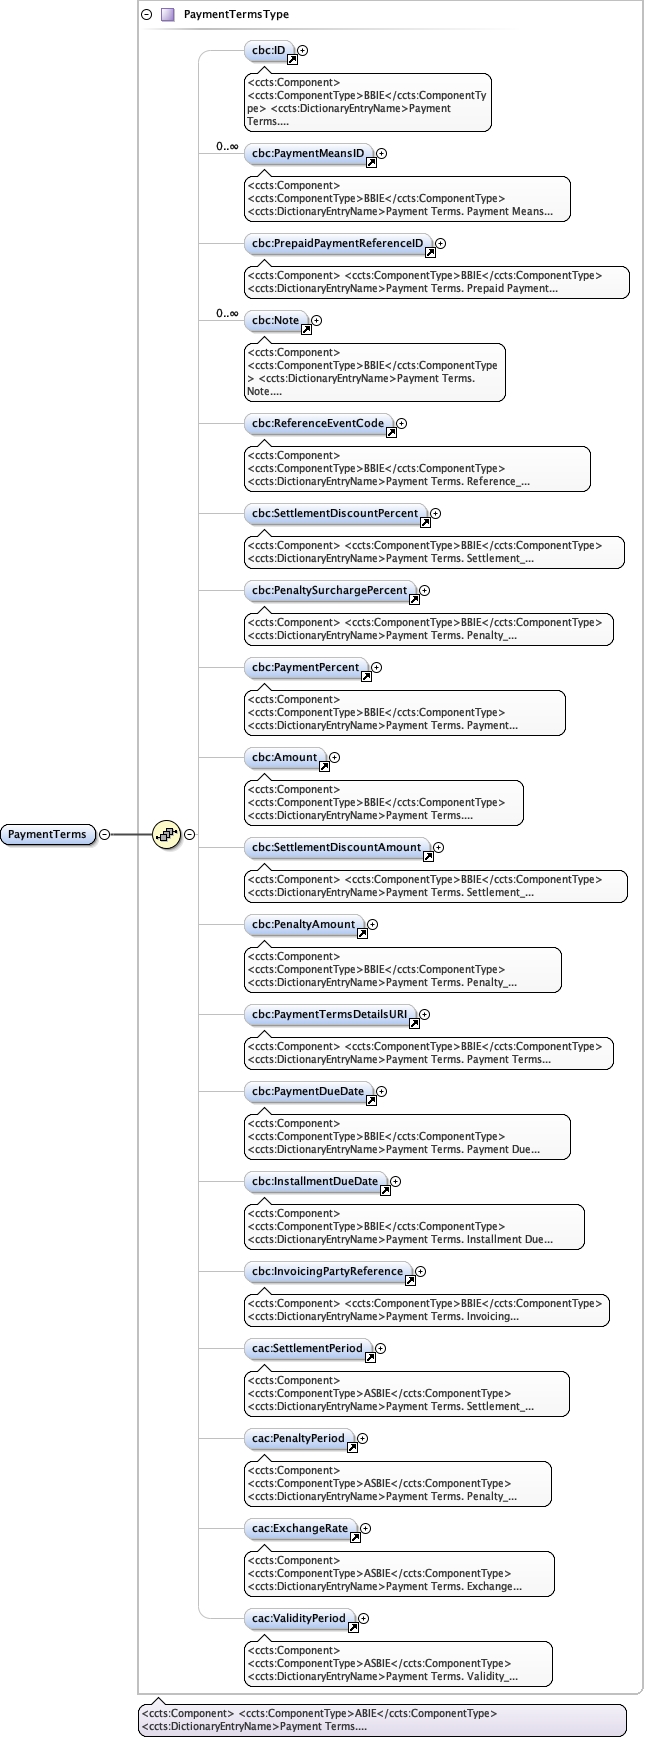 PaymentTermsType
cbc:ID
<ccts:Component>
<ccts:ComponentType>BBIE</ccts:ComponentTy
pe> <ccts:DictionaryEntryName>Payment
Terms....
0..∞
cbc:PaymentMeansID
<ccts:Component>
<ccts:ComponentType>BBIE</ccts:ComponentType>
<ccts:DictionaryEntryName>Payment Terms. Payment Means...
cbc:PrepaidPaymentReferenceID
<ccts:Component> <ccts:ComponentType>BBIE</ccts:ComponentType>
<ccts:DictionaryEntryName>Payment Terms. Prepaid Payment...
0..∞
cbc:Note
<ccts:Component>
<ccts:ComponentType>BBIE</ccts:ComponentType
> <ccts:DictionaryEntryName>Payment Terms.
Note....
cbc:ReferenceEventCode
<ccts:Component>
<ccts:ComponentType>BBIE</ccts:ComponentType>
<ccts:DictionaryEntryName>Payment Terms. Reference_...
cbc:SettlementDiscountPercent
<ccts:Component> <ccts:ComponentType>BBIE</ccts:ComponentType>
<ccts:DictionaryEntryName>Payment Terms. Settlement_...
cbc:PenaltySurchargePercent
<ccts:Component> <ccts:ComponentType>BBIE</ccts:ComponentType>
<ccts:DictionaryEntryName>Payment Terms. Penalty_...
cbc:PaymentPercent
<ccts:Component>
<ccts:ComponentType>BBIE</ccts:ComponentType>
<ccts:DictionaryEntryName>Payment Terms. Payment...
cbc:Amount
<ccts:Component>
<ccts:ComponentType>BBIE</ccts:ComponentType>
<ccts:DictionaryEntryName>Payment Terms....
PaymentTerms
cbc:SettlementDiscountAmount
<ccts:Component> <ccts:ComponentType>BBIE</ccts:ComponentType>
<ccts:DictionaryEntryName>Payment Terms. Settlement_...
cbc:PenaltyAmount
<ccts:Component>
<ccts:ComponentType>BBIE</ccts:ComponentType>
<ccts:DictionaryEntryName>Payment Terms. Penalty_...
cbc:PaymentTermsDetailsURI
<ccts:Component> <ccts:ComponentType>BBIE</ccts:ComponentType>
<ccts:DictionaryEntryName>Payment Terms. Payment Terms...
cbc:PaymentDueDate
<ccts:Component>
<ccts:ComponentType>BBIE</ccts:ComponentType>
<ccts:DictionaryEntryName>Payment Terms. Payment Due...
cbc:InstallmentDueDate
<ccts:Component>
<ccts:ComponentType>BBIE</ccts:ComponentType>
<ccts:DictionaryEntryName>Payment Terms. Installment Due...
cbc:InvoicingPartyReference
<ccts:Component> <ccts:ComponentType>BBIE</ccts:ComponentType>
<ccts:DictionaryEntryName>Payment Terms. Invoicing...
cac:SettlementPeriod
<ccts:Component>
<ccts:ComponentType>ASBIE</ccts:ComponentType>
<ccts:DictionaryEntryName>Payment Terms. Settlement_...
cac:PenaltyPeriod
<ccts:Component>
<ccts:ComponentType>ASBIE</ccts:ComponentType>
<ccts:DictionaryEntryName>Payment Terms. Penalty_...
cac:ExchangeRate
<ccts:Component>
<ccts:ComponentType>ASBIE</ccts:ComponentType>
<ccts:DictionaryEntryName>Payment Terms. Exchange...
cac:ValidityPeriod
<ccts:Component>
<ccts:ComponentType>ASBIE</ccts:ComponentType>
<ccts:DictionaryEntryName>Payment Terms. Validity_...
<ccts:Component> <ccts:ComponentType>ABIE</ccts:ComponentType>
<ccts:DictionaryEntryName>Payment Terms....